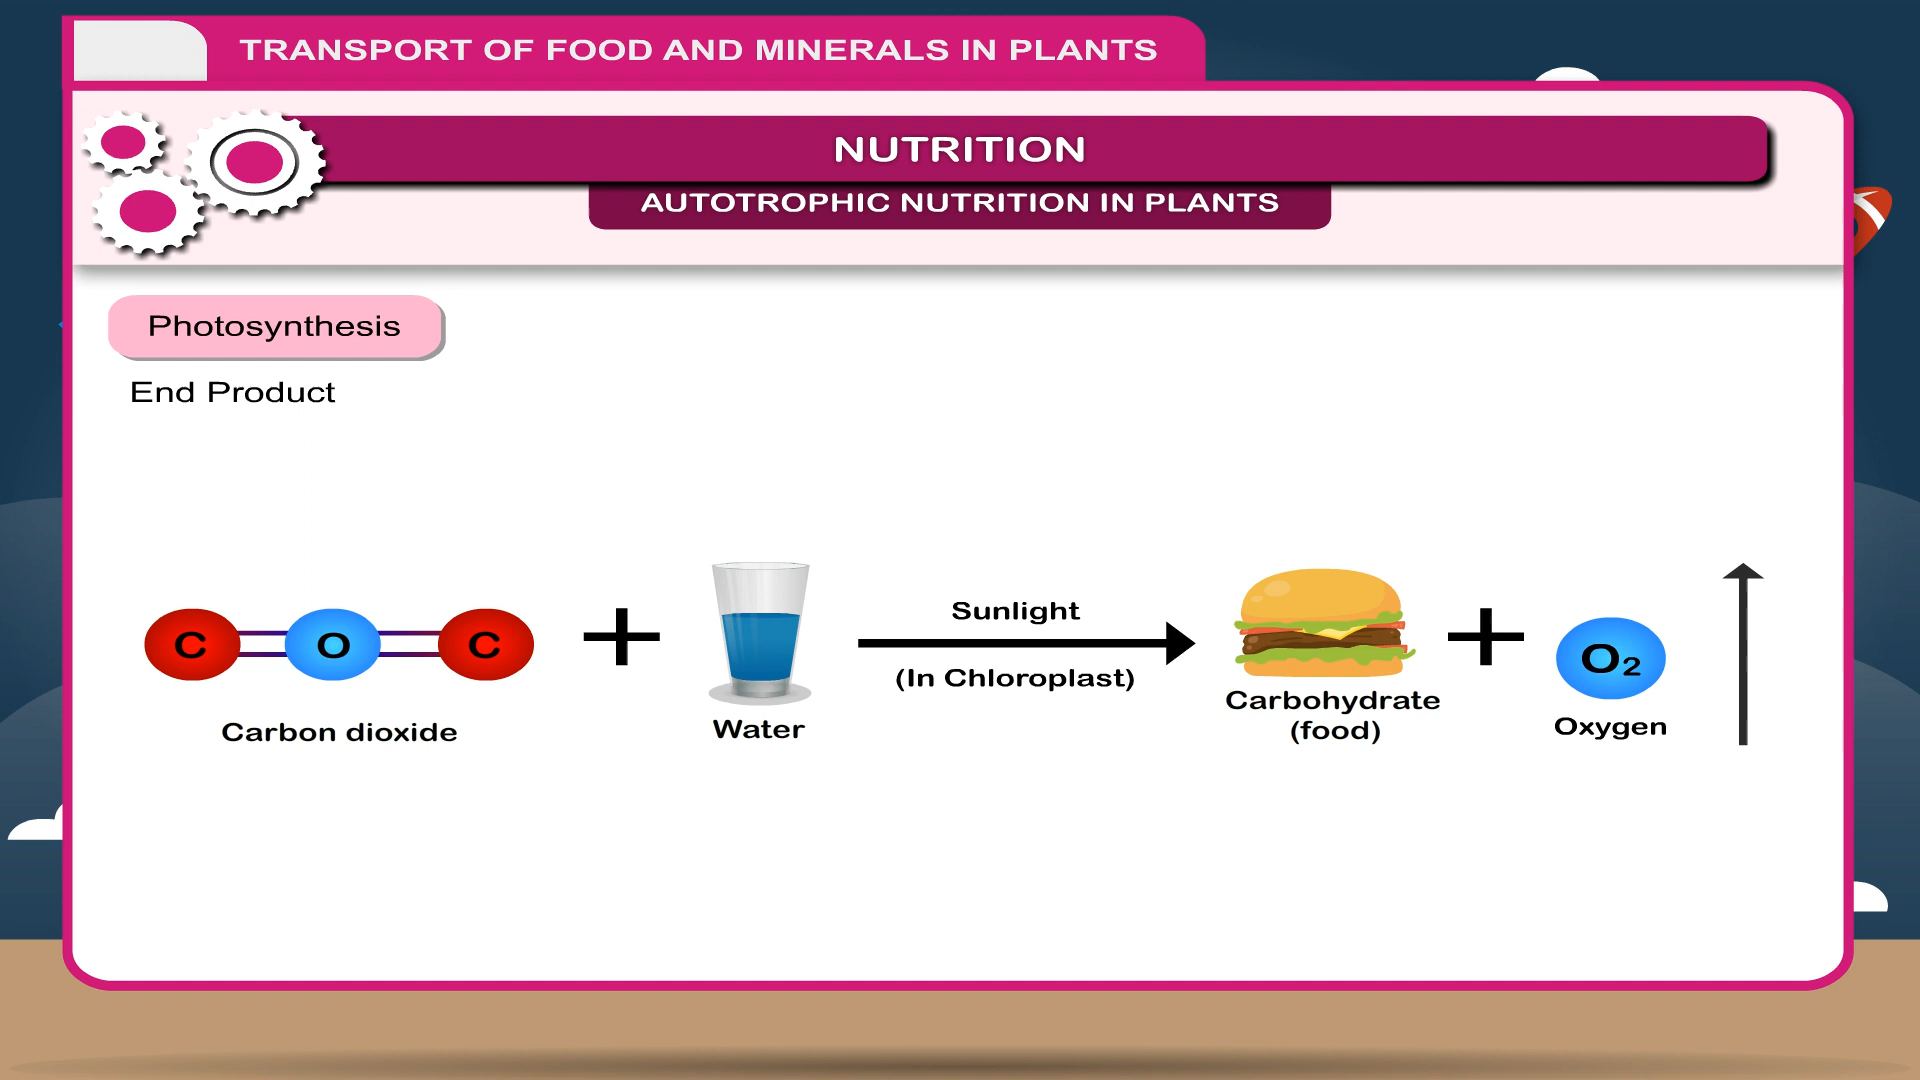 TRANSPORT OF FOOD AND MINERALS IN PLANTS
NUTRITION
AUTOTROPHIC NUTRITION IN PLANTS
Photosynthesis
End Product
C O C
Carbon dioxide
Water
Sunlight
(In Chloroplast)
Carbohydrate
(food)
O₂
Oxygen